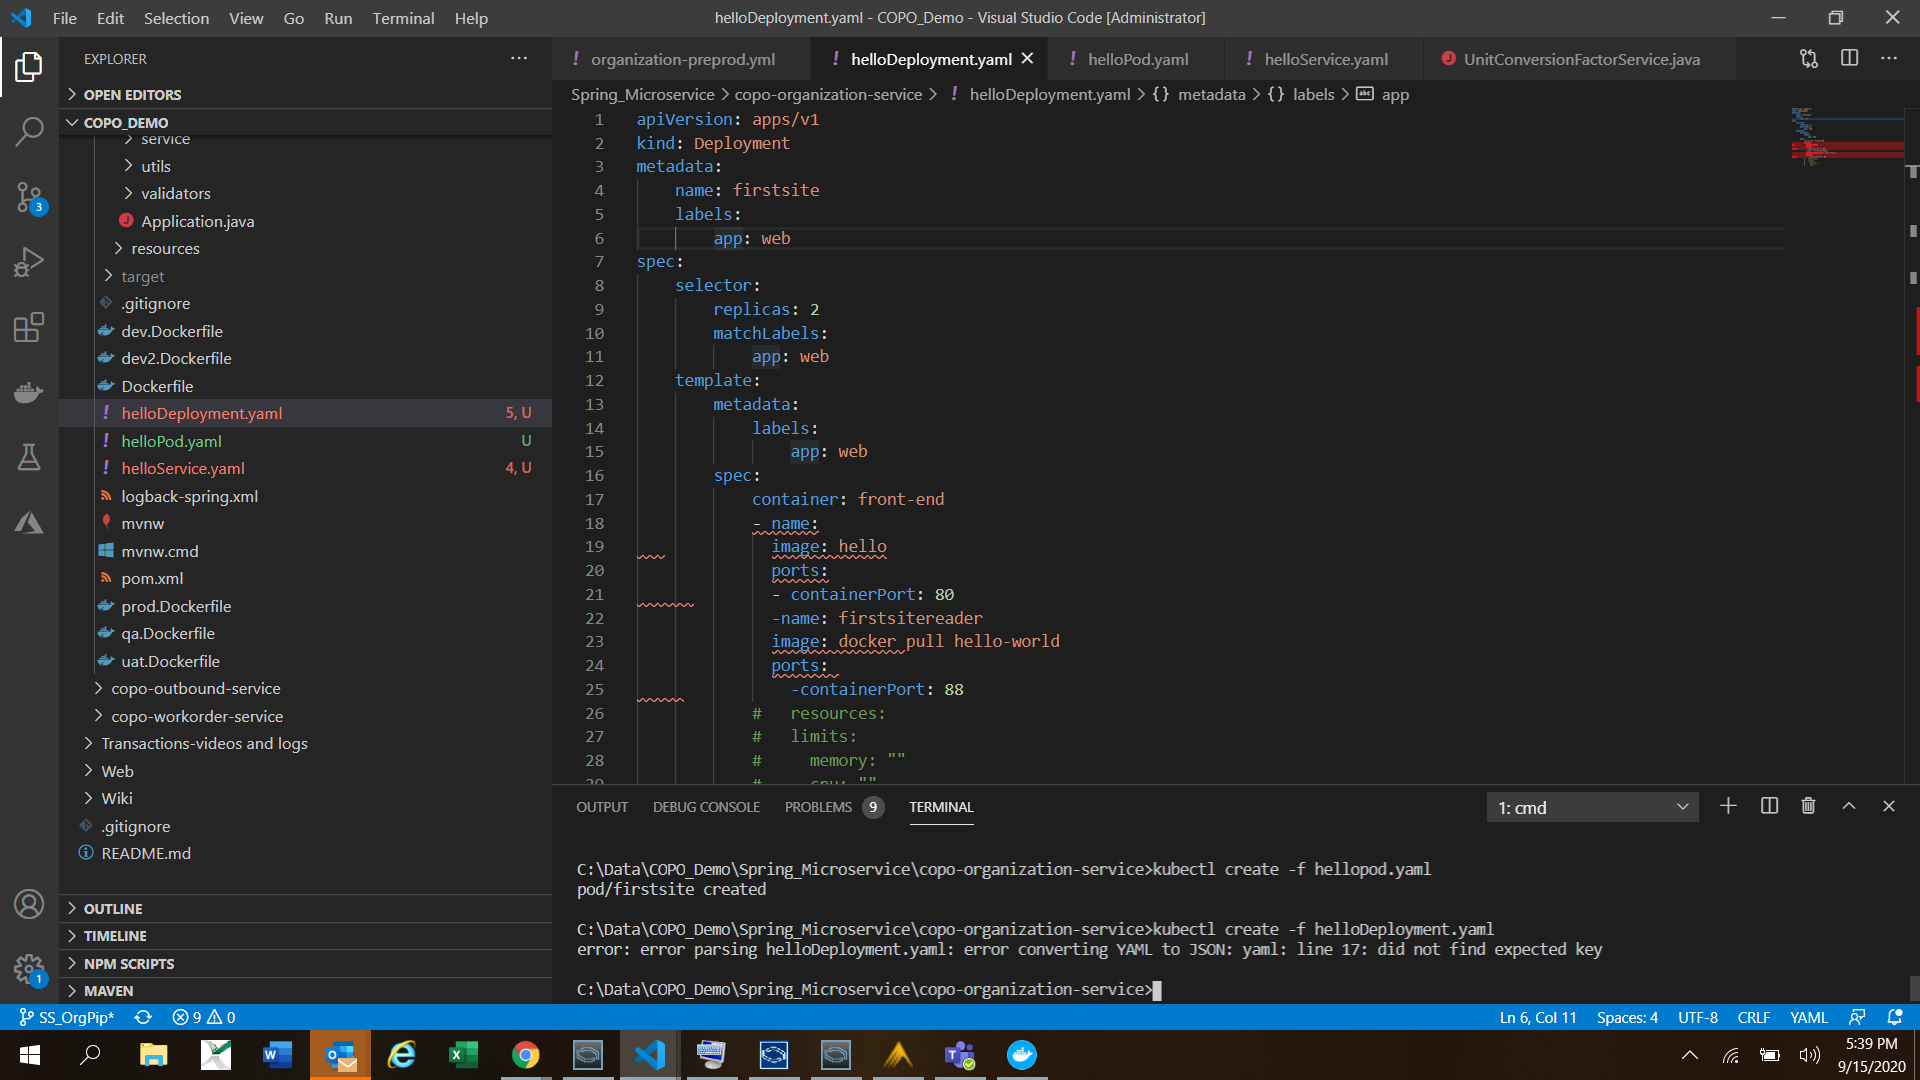 File Edit Selection View Go Run Terminal Help
helloDeployment.yaml - COPO_Demo - Visual Studio Code [Administrator]
EXPLORER
OPEN EDITORS
COPO_DEMO
service
utils
validators
Application.java
resources
target
.gitignore
dev.Dockerfile
dev2.Dockerfile
Dockerfile
helloDeployment.yaml 5, U
helloPod.yaml U
helloService.yaml 4, U
logback-spring.xml
mvnw
mvnw.cmd
pom.xml
prod.Dockerfile
qa.Dockerfile
uat.Dockerfile
copo-outbound-service
copo-workorder-service
Transactions-videos and logs
Web
Wiki
.gitignore
README.md
OUTLINE
TIMELINE
NPM SCRIPTS
MAVEN
3
1
! organization-preprod.yml ! helloDeployment.yaml ! helloPod.yaml ! helloService.yaml J UnitConversionFactorService.java
Spring_Microservice > copo-organization-service > ! helloDeployment.yaml > {} metadata > {} labels > abc app
1 apiVersion: apps/v1
2 kind: Deployment
3 metadata:
4 name: firstsite
5 labels:
6 app: web
7 spec:
8 selector:
9 replicas: 2
10 matchLabels:
11 app: web
12 template:
13 metadata:
14 labels:
15 app: web
16 spec:
17 container: front-end
18 - name:
19 image: hello
20 ports:
21 - containerPort: 80
22 -name: firstsitereader
23 image: docker pull hello-world
24 ports:
25 -containerPort: 88
26 # resources:
27 # limits:
28 # memory: ""
29 # cpu: ""
OUTPUT DEBUG CONSOLE PROBLEMS 9 TERMINAL
1: cmd
C:\Data\COPO_Demo\Spring_Microservice\copo-organization-service>kubectl create -f hellopod.yaml
pod/firstsite created
C:\Data\COPO_Demo\Spring_Microservice\copo-organization-service>kubectl create -f helloDeployment.yaml
error: error parsing helloDeployment.yaml: error converting YAML to JSON: yaml: line 17: did not find expected key
C:\Data\COPO_Demo\Spring_Microservice\copo-organization-service>
SS_OrgPip* 9 0
Ln 6, Col 11 Spaces: 4 UTF-8 CRLF YAML
5:39 PM
9/15/2020